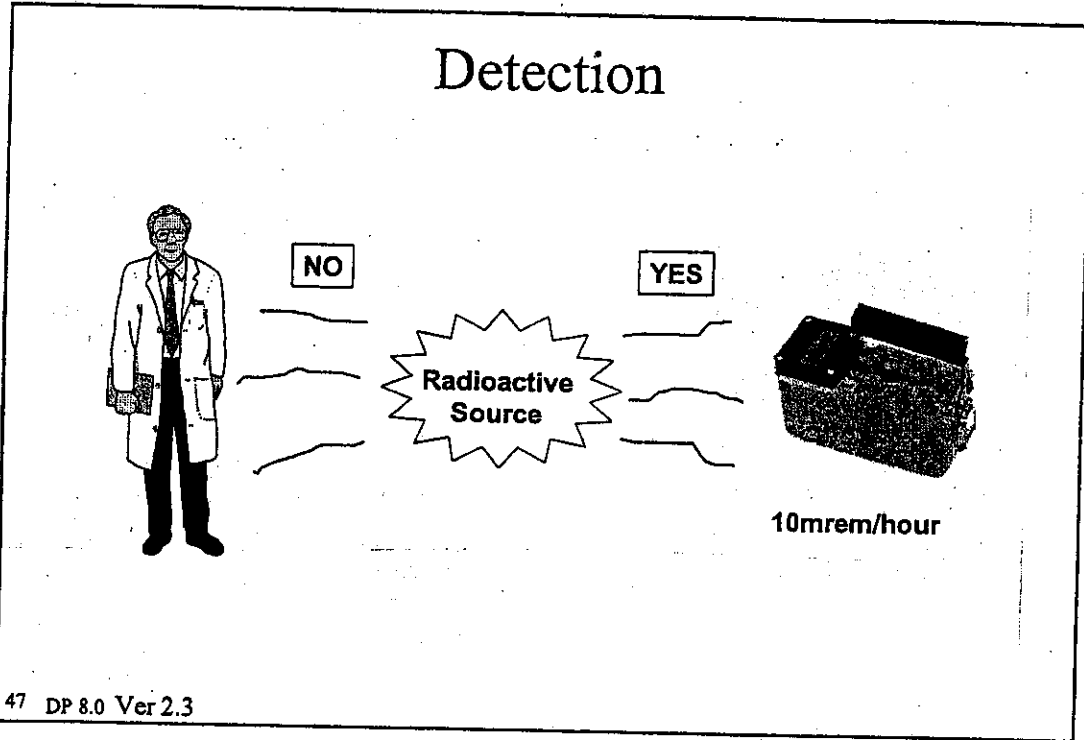 Detection
NO
YES
Radioactive
Source
10mrem/hour
47 DP 8.0 Ver 2.3